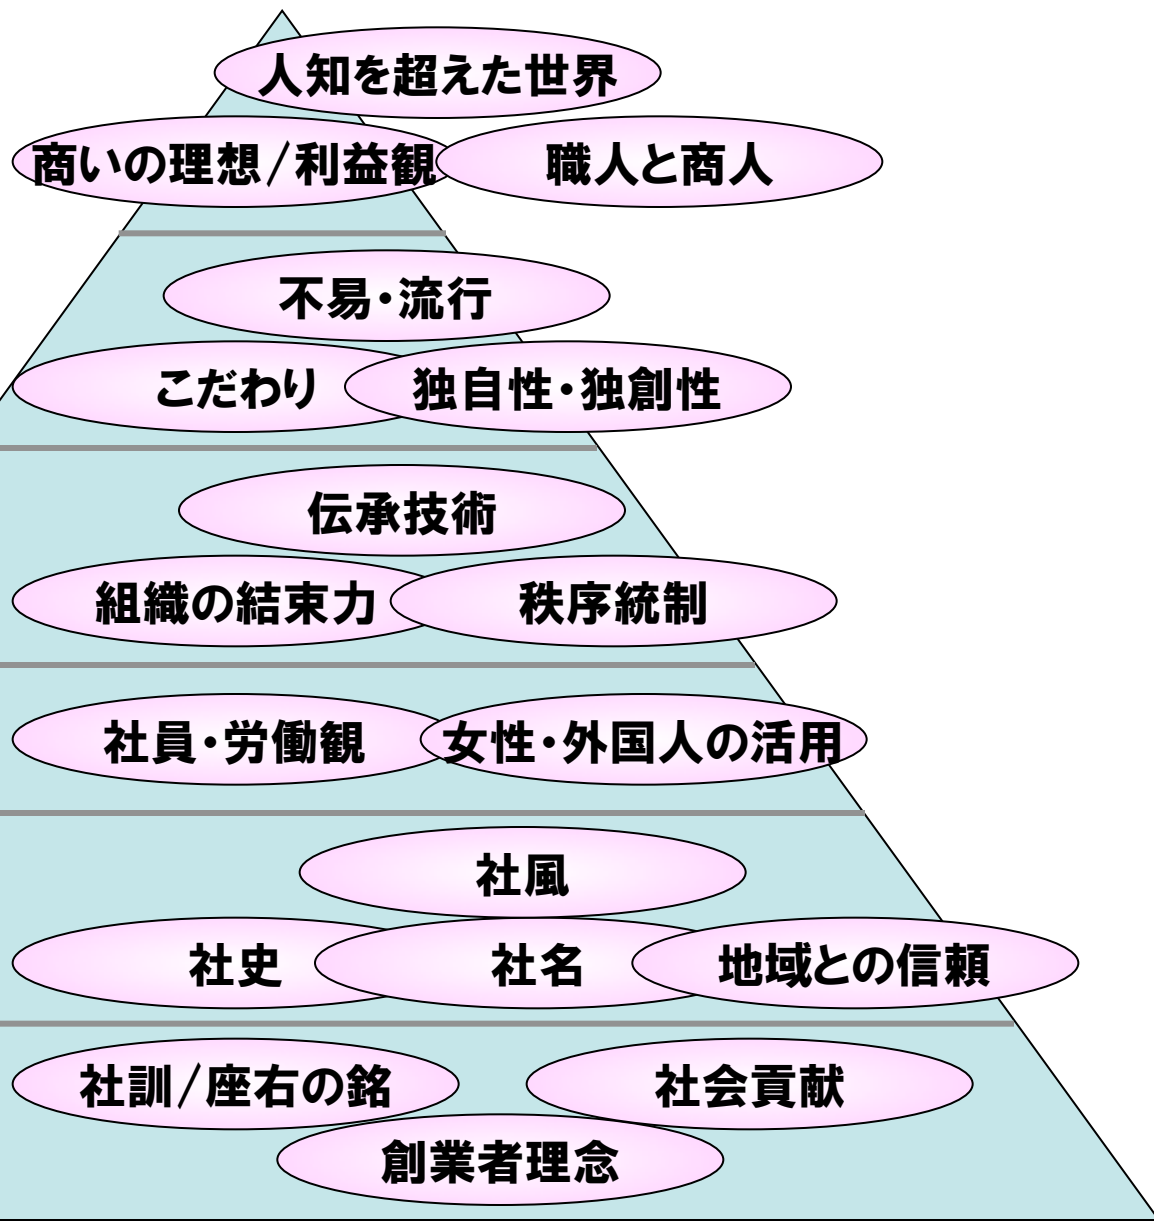 人知を超えた世界
商いの理想/利益観
職人と商人
不易・流行
こだわり
独自性・独創性
伝承技術
組織の結束力
秩序統制
社員・労働観
女性・外国人の活用
社風
社史
社名
地域との信頼
社訓/座右の銘
社会貢献
創業者理念